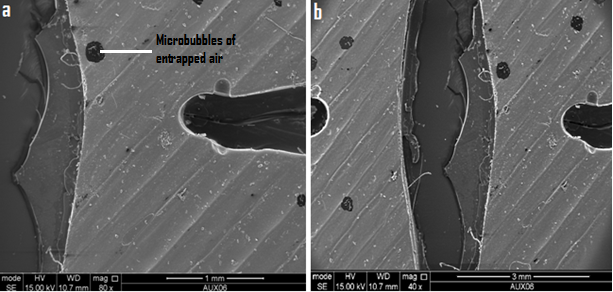 a
Microbubbles of
entrapped air
b
mode HV WD mag □ 1 mm
SE 15.00 kV 10.7 mm 80 x AUX06
mode HV WD mag □ 3 mm
SE 15.00 kV 10.7 mm 40 x AUX06